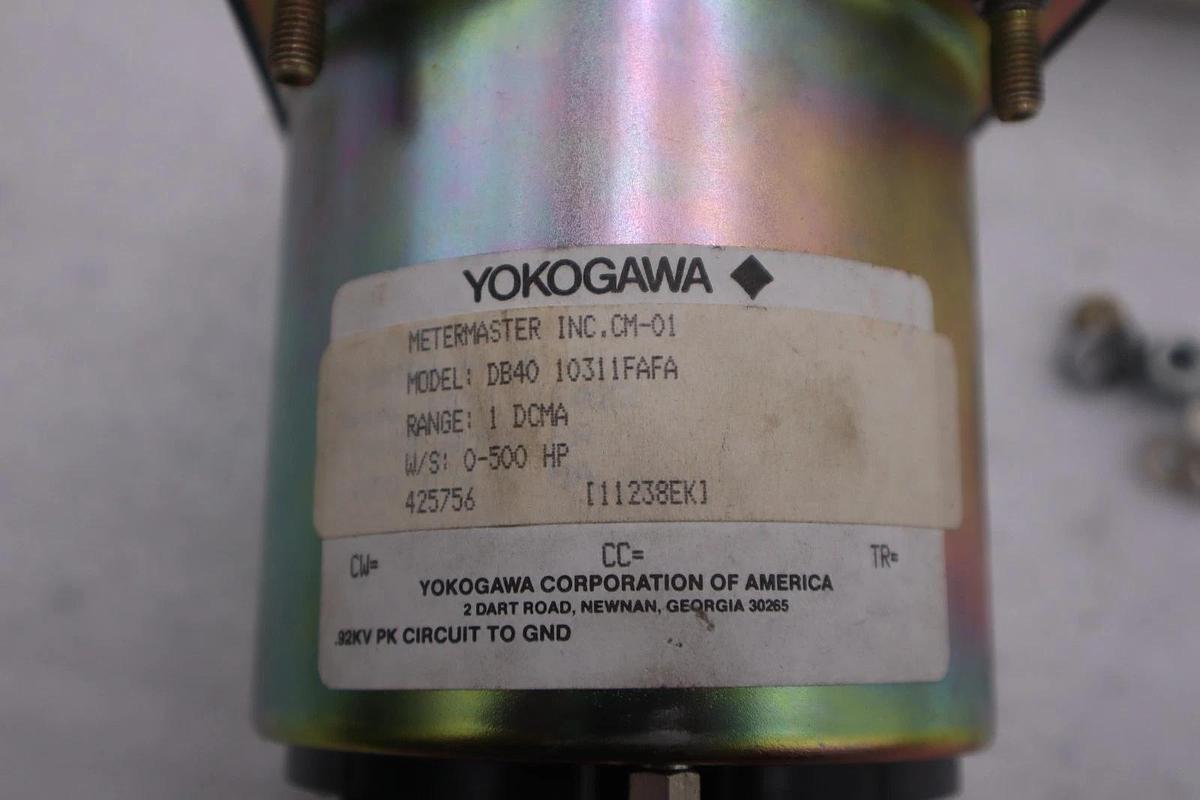 YOKOGAWA
METERMASTER INC.CM-01
MODEL: DB40 10311FAFA
RANGE: 1 DCMA
W/S: 0-500 HP
425756 [11238EK]
CW= CC= TR=
YOKOGAWA CORPORATION OF AMERICA
2 DART ROAD, NEWNAN, GEORGIA 30265
.92KV PK CIRCUIT TO GND